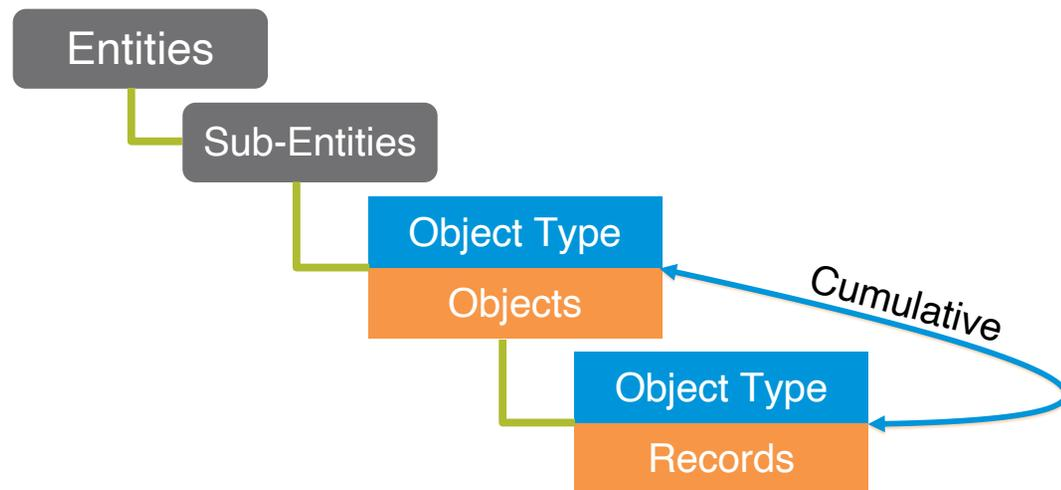 Entities
Sub-Entities
Object Type
Objects
Cumulative
Object Type
Records